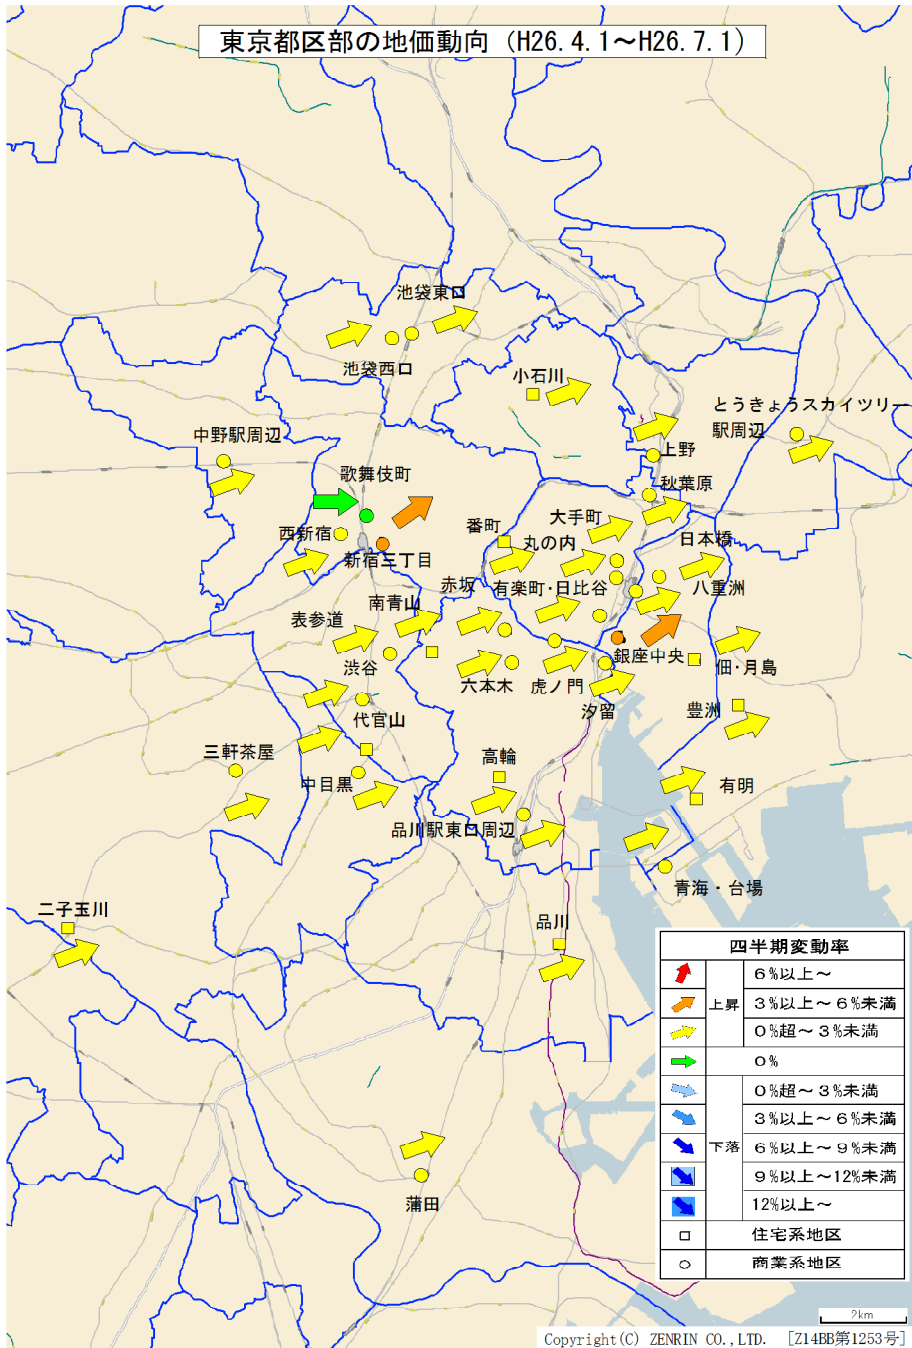 東京都区部の地価動向（H26.4.1～H26.7.1）
池袋東口
池袋西口
小石川
とうきょうスカイツリー
駅周辺
中野駅周辺
上野
歌舞伎町
秋葉原
番町
大手町
西新宿
丸の内
日本橋
新宿三丁目
赤坂
有楽町・日比谷
八重洲
南青山
表参道
渋谷
六本木
虎ノ門
銀座中央
佃・月島
汐留
豊洲
代官山
三軒茶屋
中目黒
高輪
有明
品川駅東口周辺
青海・台場
二子玉川
品川
蒲田
四半期変動率
上昇
6%以上～
3%以上～6%未満
0%超～3%未満
0%
下落
0%超～3%未満
3%以上～6%未満
6%以上～9%未満
9%以上～12%未満
12%以上～
住宅系地区
商業系地区
2km
Copyright(C) ZENRIN CO.,LTD. [Z14BB第1253号]